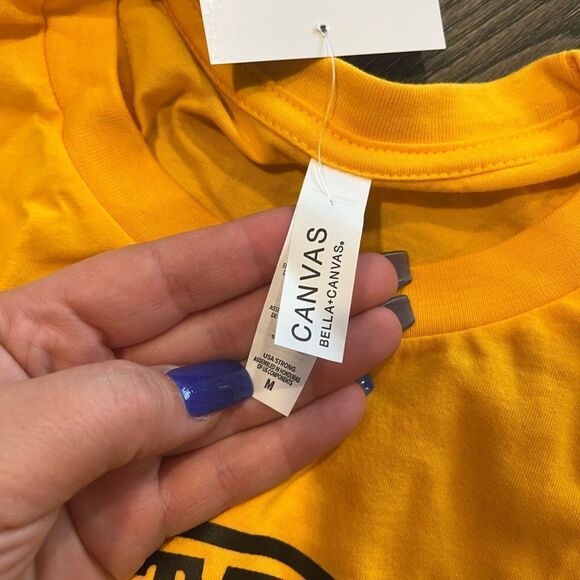 CANVAS
BELLA+CANVAS®
USA STRONG
ASSEMBLED IN HONDURAS
OF US COMPONENTS
M